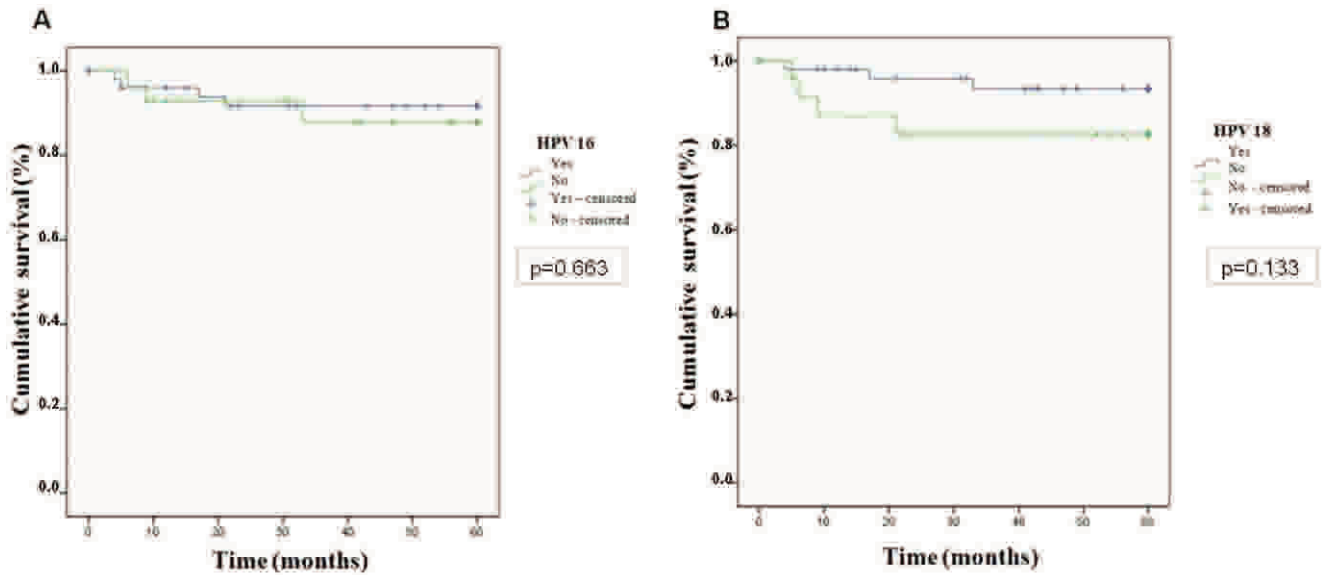 A
Cumulative survival (%)
1.0
0.8
0.6
0.4
0.2
0.0
0 10 20 30 40 50 60
Time (months)
HPV 16
Yes
No
Yes – censored
No - censored
p=0.663
B
Cumulative survival (%)
1.0
0.8
0.6
0.4
0.2
0.0
0 10 20 30 40 50 60
Time (months)
HPV 18
Yes
No
No – censored
Yes – censored
p=0.133